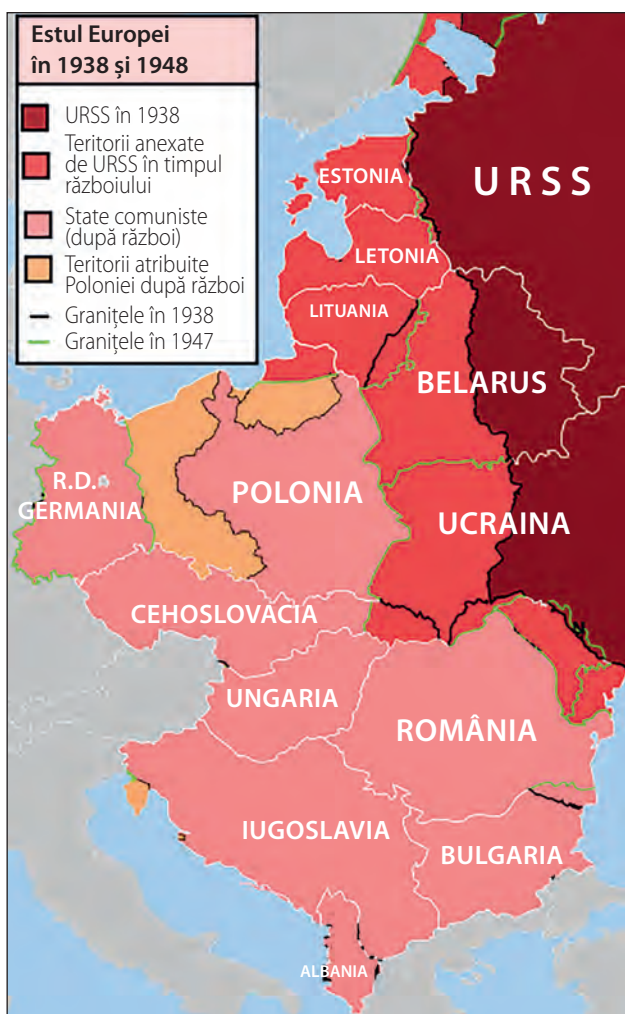 Estul Europei
în 1938 și 1948
URSS în 1938
Teritorii anexate
de URSS în timpul
războiului
State comuniste
(după război)
Teritorii atribuite
Poloniei după război
Granițele în 1938
Granițele în 1947
URSS
ESTONIA
LETONIA
LITUANIA
BELARUS
R.D.
GERMANIA
POLONIA
UCRAINA
CEHOSLOVACIA
UNGARIA
ROMÂNIA
IUGOSLAVIA
BULGARIA
ALBANIA